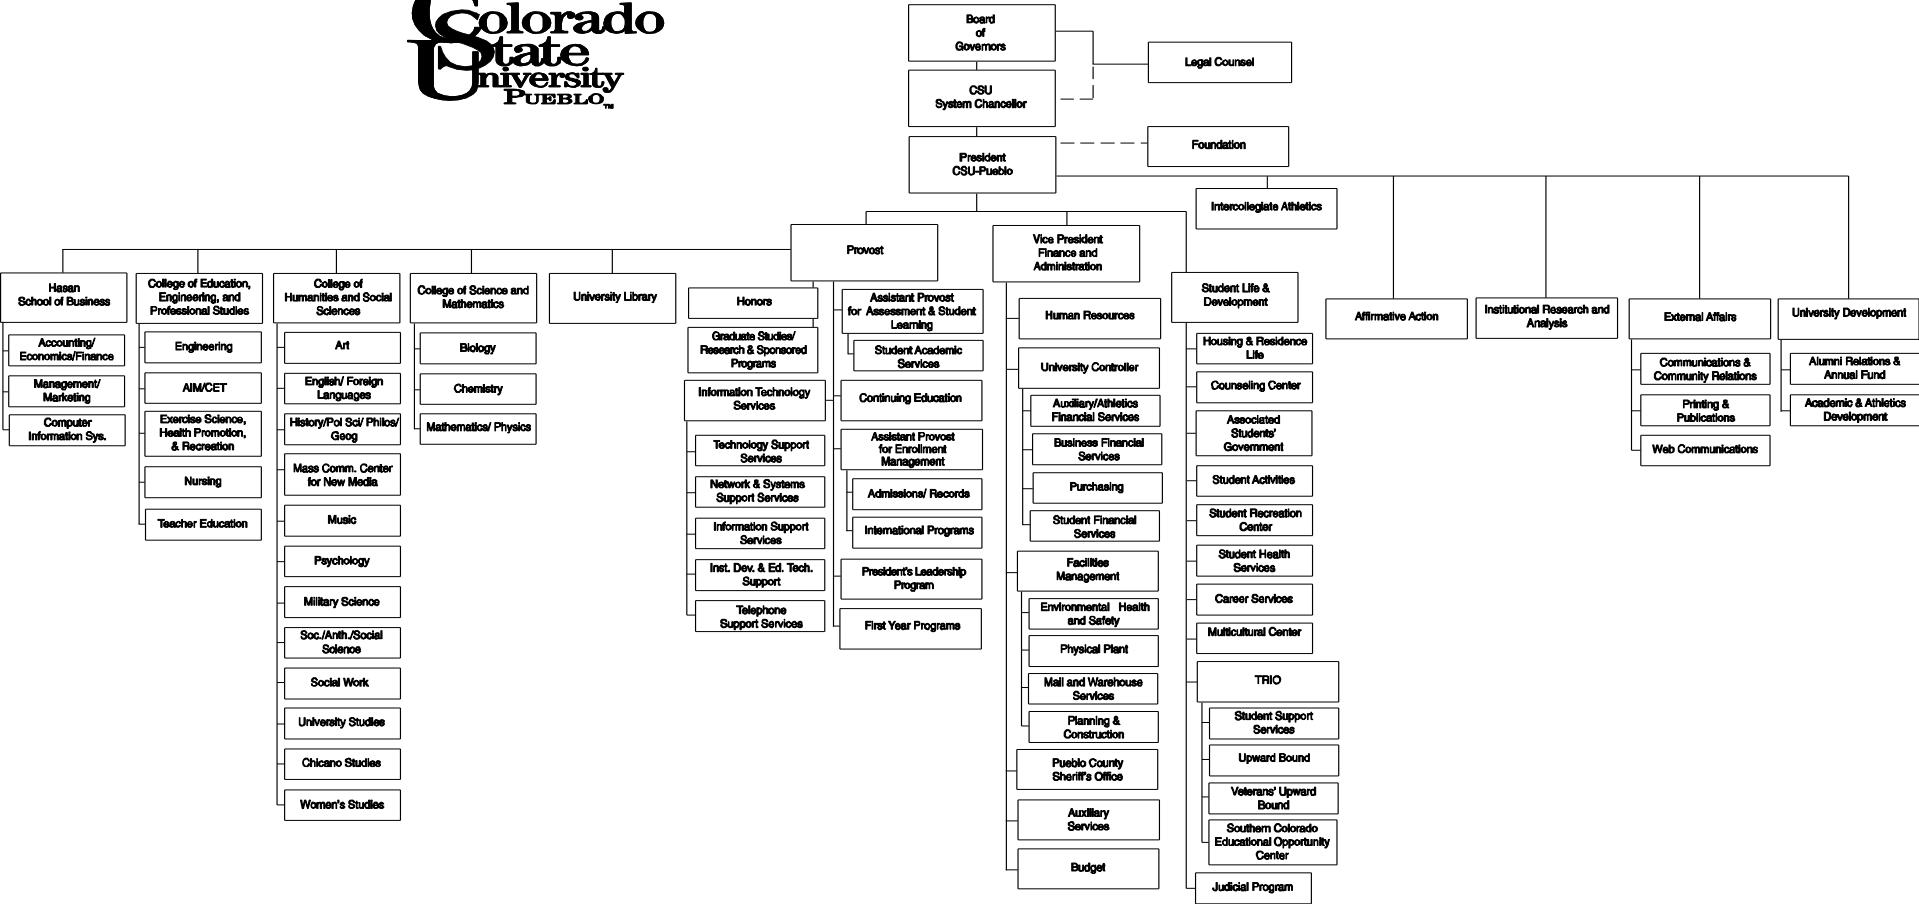 Colorado
State
University
PUEBLO™
Board
of
Governors
Legal Counsel
CSU
System Chancellor
Foundation
President
CSU-Pueblo
Intercollegiate Athletics
Provost
Vice President
Finance and
Administration
Hasan
School of Business
Accounting/
Economics/Finance
Management/
Marketing
Computer
Information Sys.
College of Education,
Engineering, and
Professional Studies
Engineering
AIM/CET
Exercise Science,
Health Promotion,
& Recreation
Nursing
Teacher Education
College of
Humanities and Social
Sciences
Art
English/ Foreign
Languages
History/Pol Sci/ Philos/
Geog
Mass Comm. Center
for New Media
Music
Psychology
Military Science
Soc./Anth./Social
Science
Social Work
University Studies
Chicano Studies
Women's Studies
College of Science and
Mathematics
Biology
Chemistry
Mathematics/ Physics
University Library
Honors
Graduate Studies/
Research & Sponsored
Programs
Information Technology
Services
Technology Support
Services
Network & Systems
Support Services
Information Support
Services
Inst. Dev. & Ed. Tech.
Support
Telephone
Support Services
Assistant Provost
for Assessment & Student
Learning
Student Academic
Services
Continuing Education
Assistant Provost
for Enrollment
Management
Admissions/ Records
International Programs
President's Leadership
Program
First Year Programs
Human Resources
University Controller
Auxiliary/Athletics
Financial Services
Business Financial
Services
Purchasing
Student Financial
Services
Facilities
Management
Environmental Health
and Safety
Physical Plant
Mail and Warehouse
Services
Planning &
Construction
Pueblo County
Sheriff's Office
Auxiliary
Services
Budget
Student Life &
Development
Housing & Residence
Life
Counseling Center
Associated
Students'
Government
Student Activities
Student Recreation
Center
Student Health
Services
Career Services
Multicultural Center
TRIO
Student Support
Services
Upward Bound
Veterans' Upward
Bound
Southern Colorado
Educational Opportunity
Center
Judicial Program
Affirmative Action
Institutional Research and
Analysis
External Affairs
Communications &
Community Relations
Printing &
Publications
Web Communications
University Development
Alumni Relations &
Annual Fund
Academic & Athletics
Development